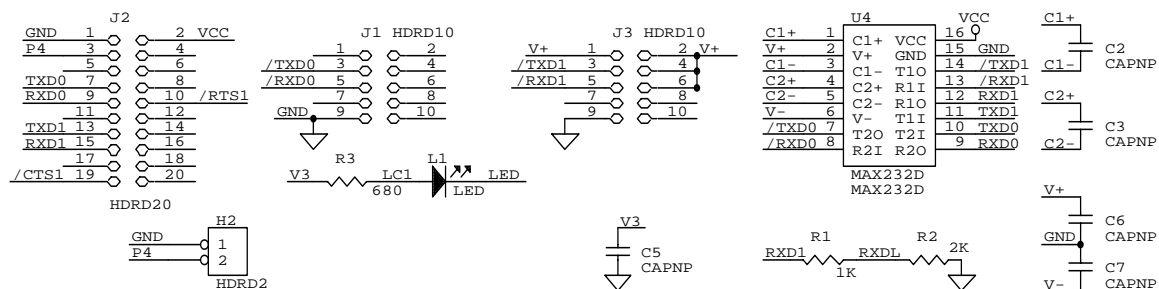 J2
GND 1 2 VCC
P4 3 4
5 6
TXD0 7 8
RXD0 9 10 /RTS1
11 12
TXD1 13 14
RXD1 15 16
17 18
/CTS1 19 20
HDRD20
J1 HDRD10
1 2
/TXD0 3 4
/RXD0 5 6
7 8
GND 9 10
J3 HDRD10
V+ 1 2 V+
/TXD1 3 4
/RXD1 5 6
7 8
9 10
U4 VCC
C1+ 1 C1+ VCC 16
V+ 2 V+ GND 15 GND
C1- 3 C1- T1O 14 /TXD1
C2+ 4 C2+ R1I 13 /RXD1
C2- 5 C2- R1O 12 RXD1
V- 6 V- T1I 11 TXD1
/TXD0 7 T2O T2I 10 TXD0
/RXD0 8 R2I R2O 9 RXD0
MAX232D
MAX232D
C1+
C2
C1- CAPNP
C2+
C3
C2- CAPNP
R3 L1
V3 LC1 LED
680 LED
H2
GND 1
P4 2
HDRD2
V3
C5
CAPNP
R1 R2
RXD1 RXDL 2K
1K
V+
C6
GND CAPNP
C7
V- CAPNP